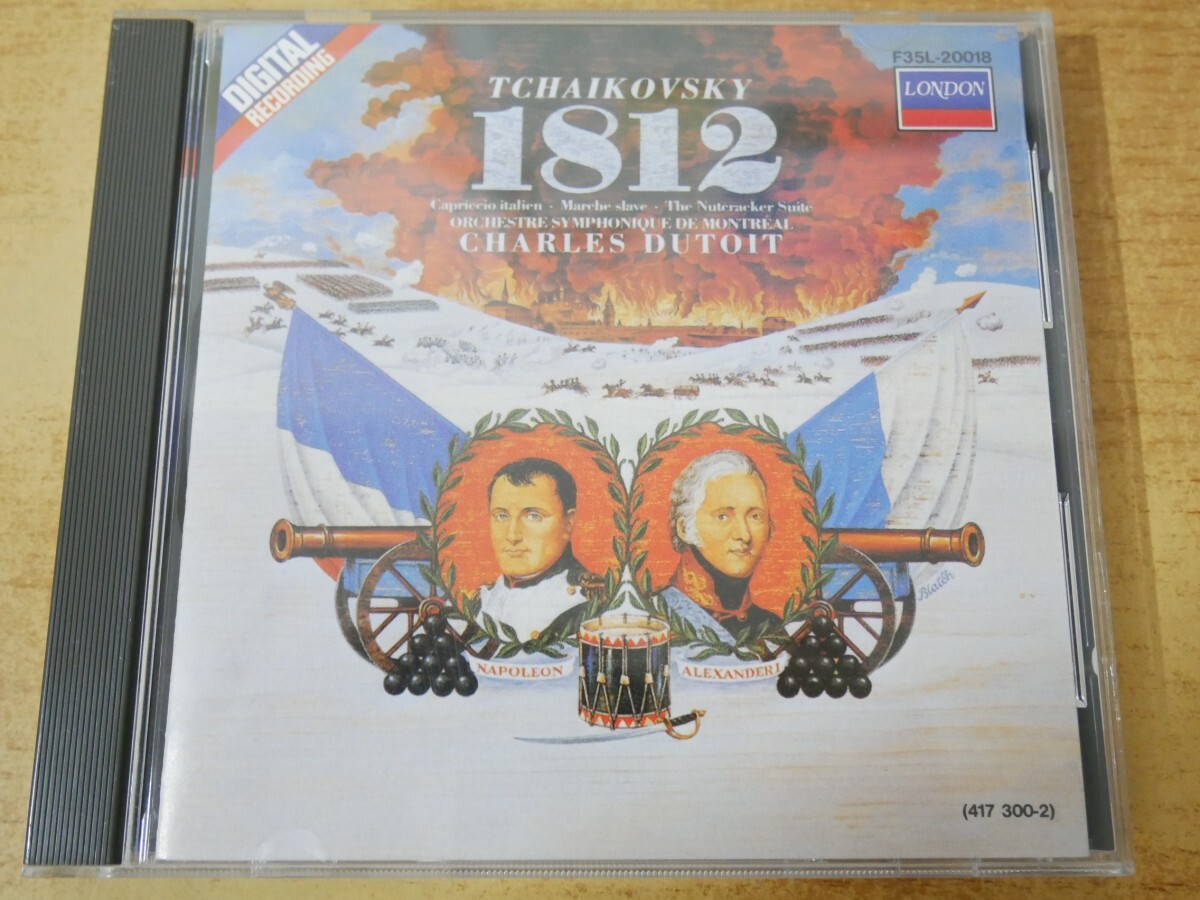 DIGITAL
RECORDING
F35L-20018
LONDON
TCHAIKOVSKY
1812
Capriccio italien · Marche slave · The Nutcracker Suite
ORCHESTRE SYMPHONIQUE DE MONTRÉAL
CHARLES DUTOIT
Blatch
NAPOLEON
ALEXANDER I
(417 300-2)